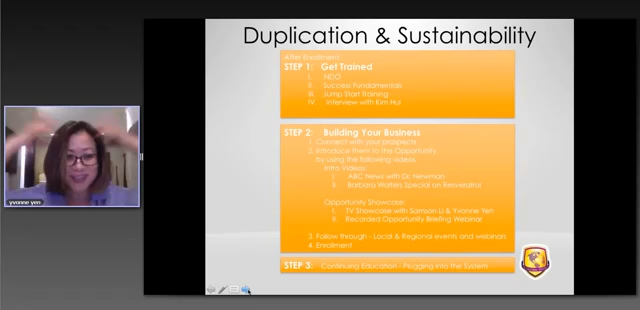 Duplication & Sustainability
After Enrollment
STEP 1: Get Trained
I. NDO
II. Success Fundamentals
III. Jump Start Training
IV. Interview with Kim Hui
STEP 2: Building Your Business
1. Connect with your prospects
2. Introduce them to the Opportunity
by using the following videos
Intro Videos:
I. ABC News with Dr. Newman
II. Barbara Walters Special on Resveratrol
Opportunity Showcase:
I. TV Showcase with Samson Li & Yvonne Yen
II. Recorded Opportunity Briefing Webinar
3. Follow through - Local & Regional events and webinars
4. Enrollment
STEP 3: Continuing Education - Plugging into the System
yvonne yen